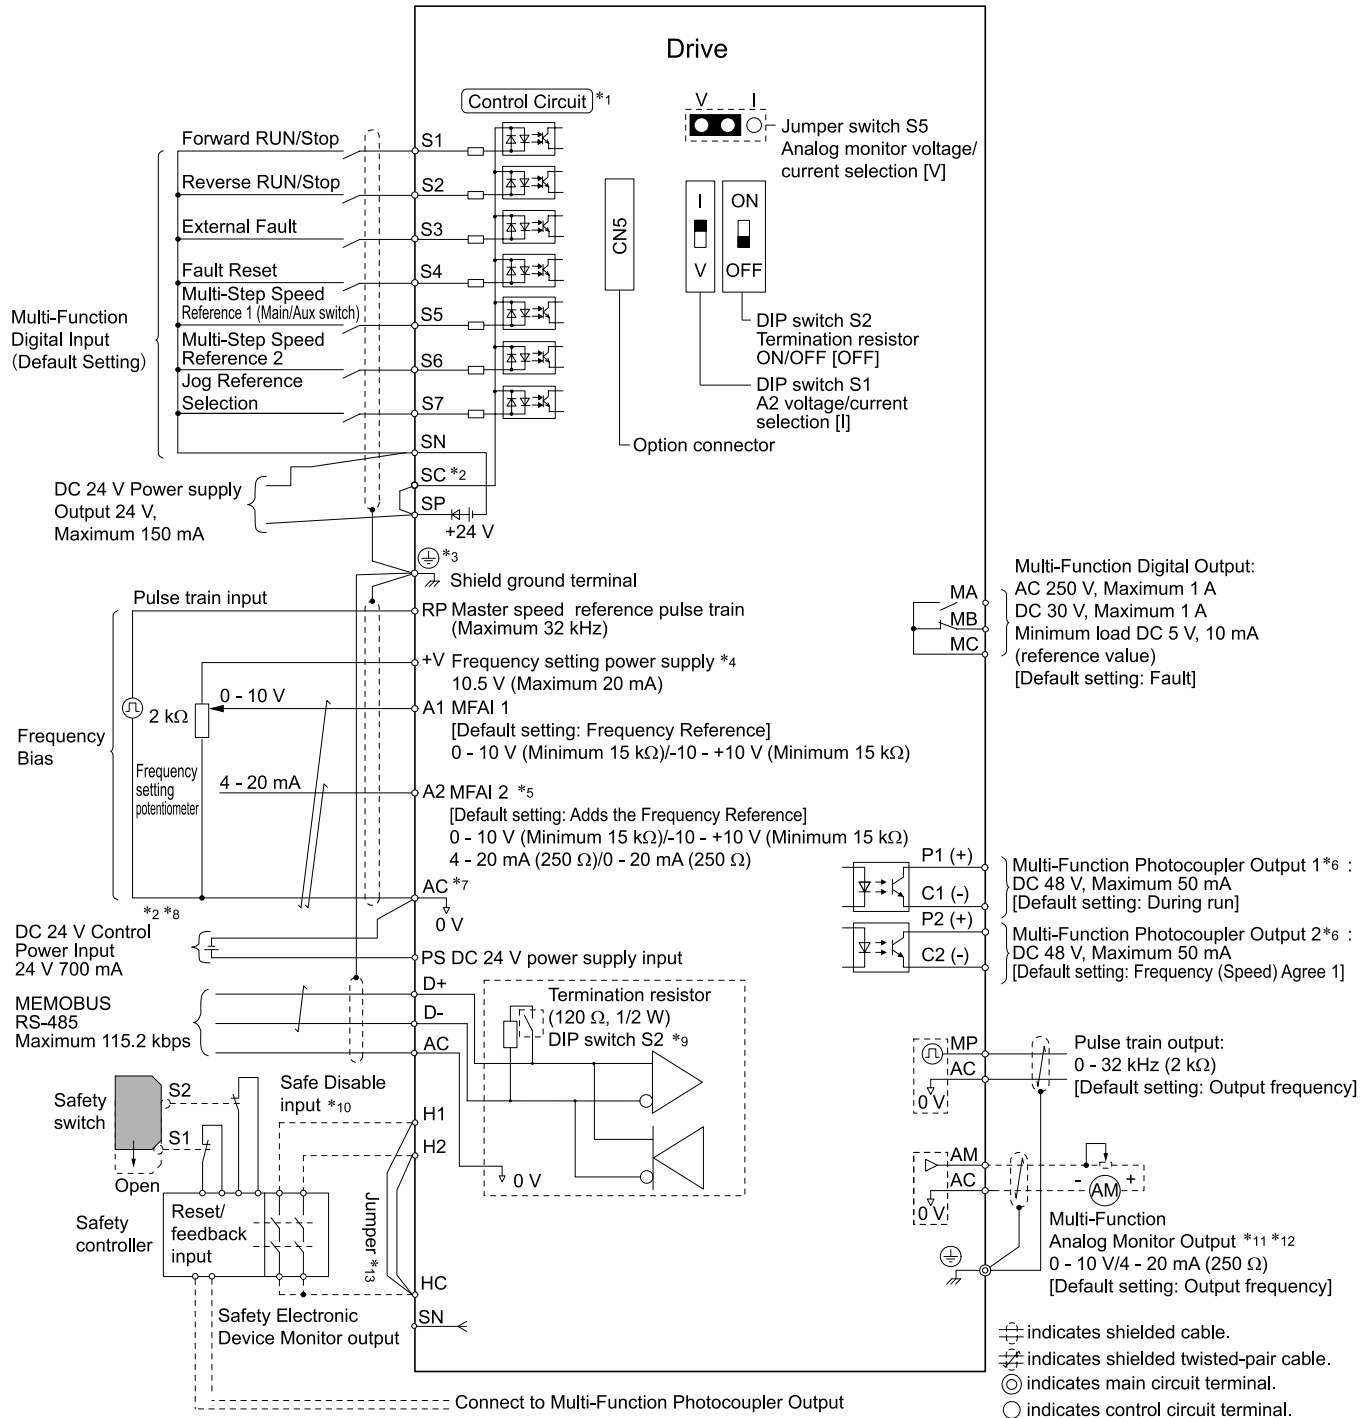 Drive
Control Circuit *1
V I
Jumper switch S5
Analog monitor voltage/
current selection [V]
Forward RUN/Stop
S1
Reverse RUN/Stop
S2
External Fault
S3
Fault Reset
S4
Multi-Step Speed
Reference 1 (Main/Aux switch)
S5
Multi-Step Speed
Reference 2
S6
Jog Reference
Selection
S7
Multi-Function
Digital Input
(Default Setting)
CN5
I
V
ON
OFF
DIP switch S2
Termination resistor
ON/OFF [OFF]
DIP switch S1
A2 voltage/current
selection [I]
Option connector
SN
SC *2
SP
+24 V
DC 24 V Power supply
Output 24 V,
Maximum 150 mA
*3
Shield ground terminal
Pulse train input
RP Master speed reference pulse train
(Maximum 32 kHz)
+V Frequency setting power supply *4
10.5 V (Maximum 20 mA)
0 - 10 V
2 kΩ
A1 MFAI 1
[Default setting: Frequency Reference]
0 - 10 V (Minimum 15 kΩ)/-10 - +10 V (Minimum 15 kΩ)
Frequency
Bias
Frequency
setting
potentiometer
4 - 20 mA
A2 MFAI 2 *5
[Default setting: Adds the Frequency Reference]
0 - 10 V (Minimum 15 kΩ)/-10 - +10 V (Minimum 15 kΩ)
4 - 20 mA (250 Ω)/0 - 20 mA (250 Ω)
AC *7
0 V
*2 *8
DC 24 V Control
Power Input
24 V 700 mA
PS DC 24 V power supply input
MA
MB
MC
Multi-Function Digital Output:
AC 250 V, Maximum 1 A
DC 30 V, Maximum 1 A
Minimum load DC 5 V, 10 mA
(reference value)
[Default setting: Fault]
P1 (+)
C1 (-)
Multi-Function Photocoupler Output 1*6 :
DC 48 V, Maximum 50 mA
[Default setting: During run]
P2 (+)
C2 (-)
Multi-Function Photocoupler Output 2*6 :
DC 48 V, Maximum 50 mA
[Default setting: Frequency (Speed) Agree 1]
MEMOBUS
RS-485
Maximum 115.2 kbps
D+
D-
AC
Termination resistor
(120 Ω, 1/2 W)
DIP switch S2 *9
0 V
MP
AC
0 V
Pulse train output:
0 - 32 kHz (2 kΩ)
[Default setting: Output frequency]
Safety
switch
S2
S1
Open
Safe Disable
input *10
H1
H2
Safety
controller
Reset/
feedback
input
Jumper *13
HC
SN
Safety Electronic
Device Monitor output
Connect to Multi-Function Photocoupler Output
AM
AC
0 V
- +
AM
Multi-Function
Analog Monitor Output *11 *12
0 - 10 V/4 - 20 mA (250 Ω)
[Default setting: Output frequency]
indicates shielded cable.
indicates shielded twisted-pair cable.
indicates main circuit terminal.
indicates control circuit terminal.